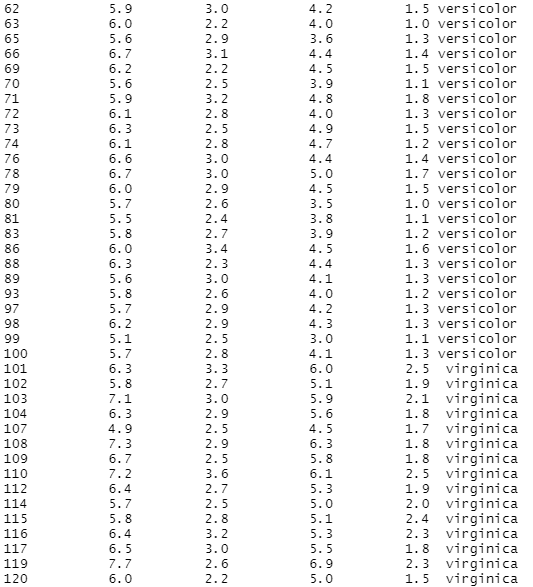 62 5.9 3.0 4.2 1.5 versicolor
63 6.0 2.2 4.0 1.0 versicolor
65 5.6 2.9 3.6 1.3 versicolor
66 6.7 3.1 4.4 1.4 versicolor
69 6.2 2.2 4.5 1.5 versicolor
70 5.6 2.5 3.9 1.1 versicolor
71 5.9 3.2 4.8 1.8 versicolor
72 6.1 2.8 4.0 1.3 versicolor
73 6.3 2.5 4.9 1.5 versicolor
74 6.1 2.8 4.7 1.2 versicolor
76 6.6 3.0 4.4 1.4 versicolor
78 6.7 3.0 5.0 1.7 versicolor
79 6.0 2.9 4.5 1.5 versicolor
80 5.7 2.6 3.5 1.0 versicolor
81 5.5 2.4 3.8 1.1 versicolor
83 5.8 2.7 3.9 1.2 versicolor
86 6.0 3.4 4.5 1.6 versicolor
88 6.3 2.3 4.4 1.3 versicolor
89 5.6 3.0 4.1 1.3 versicolor
93 5.8 2.6 4.0 1.2 versicolor
97 5.7 2.9 4.2 1.3 versicolor
98 6.2 2.9 4.3 1.3 versicolor
99 5.1 2.5 3.0 1.1 versicolor
100 5.7 2.8 4.1 1.3 versicolor
101 6.3 3.3 6.0 2.5 virginica
102 5.8 2.7 5.1 1.9 virginica
103 7.1 3.0 5.9 2.1 virginica
104 6.3 2.9 5.6 1.8 virginica
107 4.9 2.5 4.5 1.7 virginica
108 7.3 2.9 6.3 1.8 virginica
109 6.7 2.5 5.8 1.8 virginica
110 7.2 3.6 6.1 2.5 virginica
112 6.4 2.7 5.3 1.9 virginica
114 5.7 2.5 5.0 2.0 virginica
115 5.8 2.8 5.1 2.4 virginica
116 6.4 3.2 5.3 2.3 virginica
117 6.5 3.0 5.5 1.8 virginica
119 7.7 2.6 6.9 2.3 virginica
120 6.0 2.2 5.0 1.5 virginica